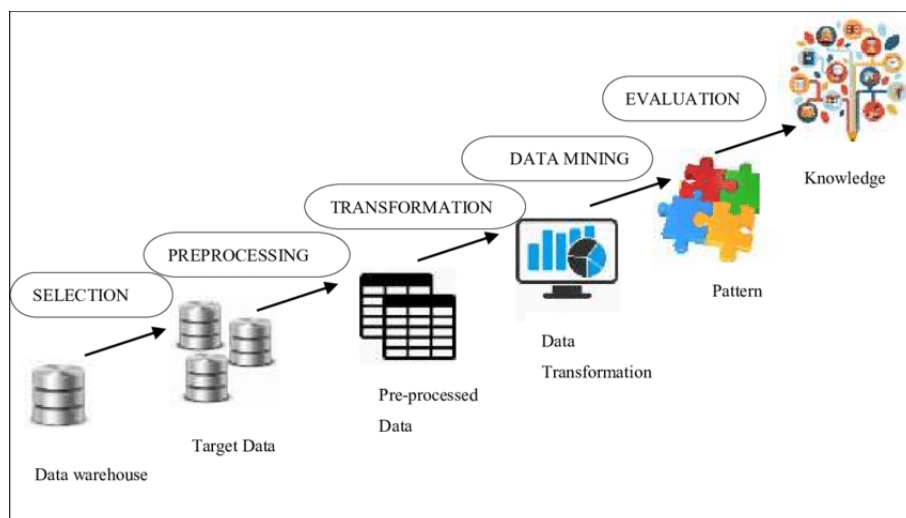 EVALUATION
Knowledge
DATA MINING
Pattern
TRANSFORMATION
Data
Transformation
PREPROCESSING
Pre-processed
Data
SELECTION
Target Data
Data warehouse